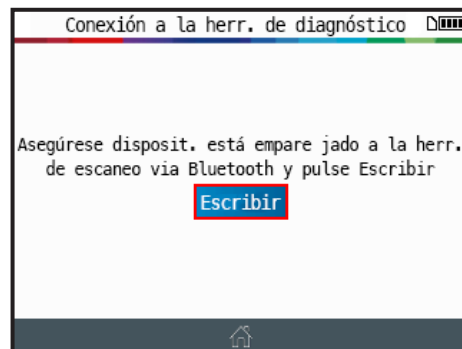 Conexión a la herr. de diagnóstico
Asegúrese disposit. está empare jado a la herr.
de escaneo via Bluetooth y pulse Escribir
Escribir